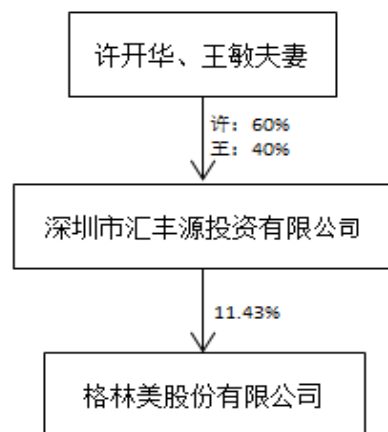 许开华、王敏夫妻
许：60%
王：40%
深圳市汇丰源投资有限公司
11.43%
格林美股份有限公司